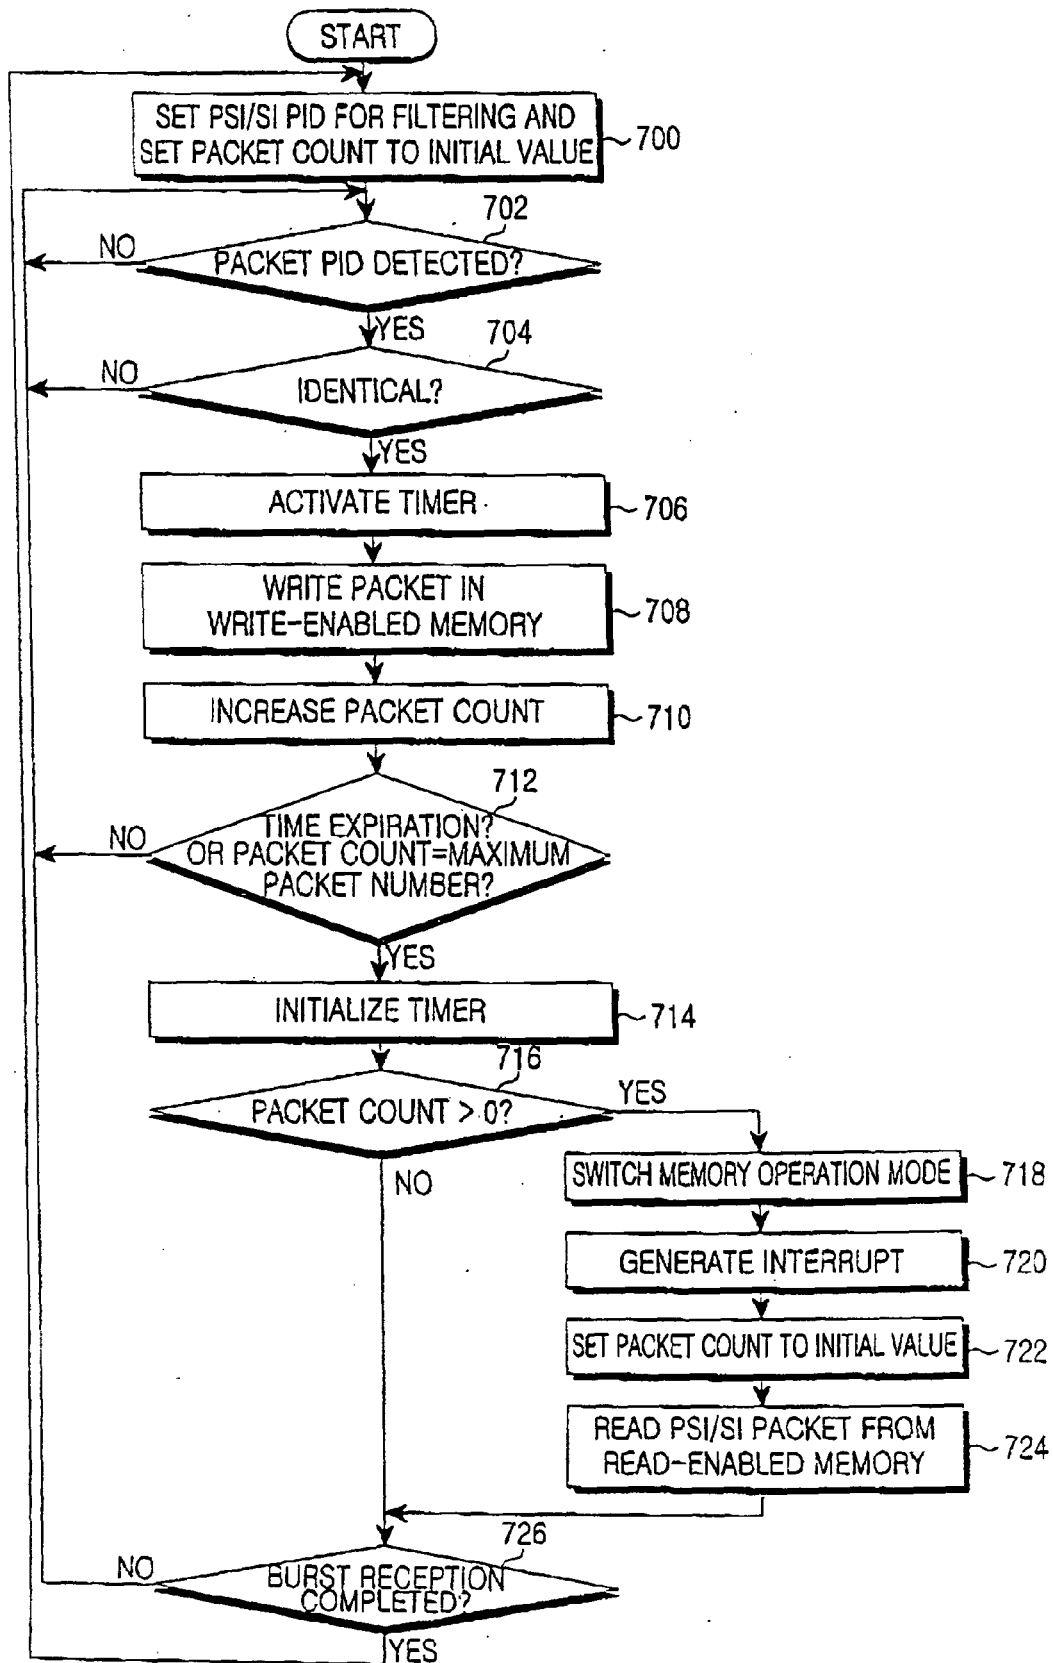 START
SET PSI/SI PID FOR FILTERING AND
SET PACKET COUNT TO INITIAL VALUE
700
702
NO
PACKET PID DETECTED?
YES
704
NO
IDENTICAL?
YES
ACTIVATE TIMER
706
WRITE PACKET IN
WRITE-ENABLED MEMORY
708
INCREASE PACKET COUNT
710
712
TIME EXPIRATION?
NO
OR PACKET COUNT=MAXIMUM
PACKET NUMBER?
YES
INITIALIZE TIMER
714
716
PACKET COUNT > 0?
YES
NO
SWITCH MEMORY OPERATION MODE
718
GENERATE INTERRUPT
720
SET PACKET COUNT TO INITIAL VALUE
722
READ PSI/SI PACKET FROM
READ-ENABLED MEMORY
724
726
NO
BURST RECEPTION
COMPLETED?
YES